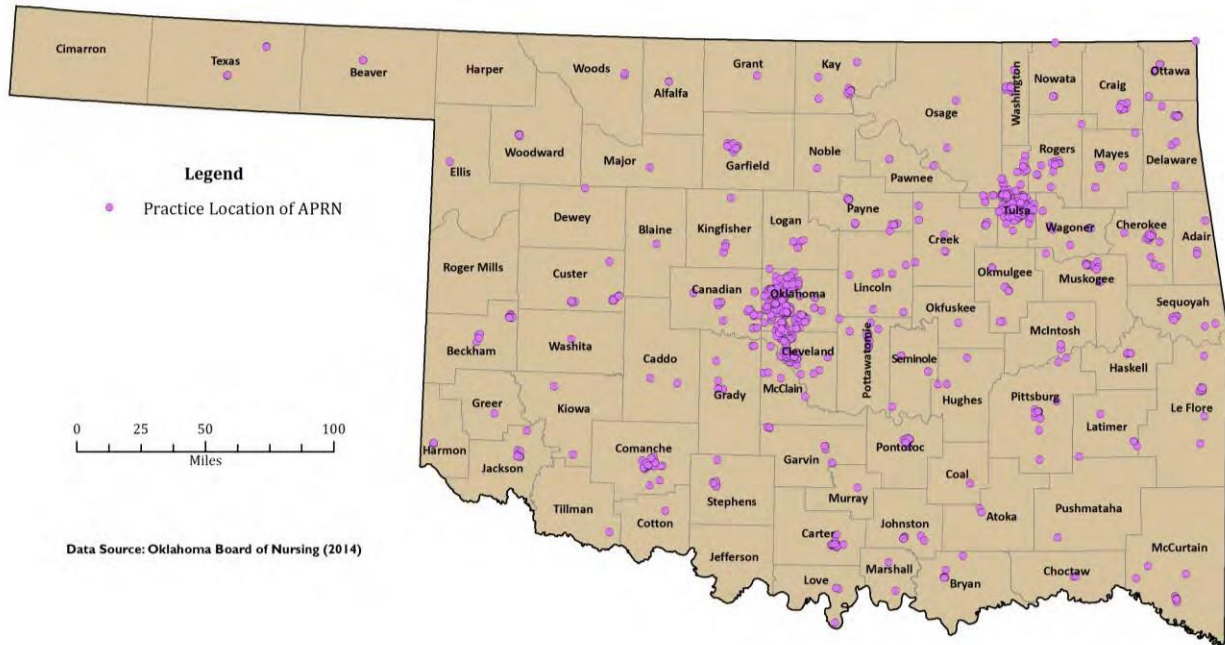 Cimarron
Texas
Beaver
Harper
Woods
Alfalfa
Grant
Kay
Osage
Washington
Nowata
Craig
Ottawa
Ellis
Woodward
Major
Garfield
Noble
Pawnee
Rogers
Mayes
Delaware
Legend
Practice Location of APRN
Dewey
Blaine
Kingfisher
Logan
Payne
Creek
Tulsa
Wagoner
Cherokee
Adair
Roger Mills
Custer
Canadian
Oklahoma
Lincoln
Okfuskee
Okmulgee
Muskogee
Sequoyah
Beckham
Washita
Caddo
Grady
McClain
Cleveland
Pottawatomie
Seminole
Hughes
McIntosh
Haskell
Pittsburg
Latimer
Le Flore
Greer
Kiowa
Harmon
Jackson
Comanche
Garvin
Pontotoc
Coal
0 25 50 100
Miles
Tillman
Cotton
Stephens
Murray
Johnston
Atoka
Pushmataha
McCurtain
Data Source: Oklahoma Board of Nursing (2014)
Jefferson
Carter
Love
Marshall
Bryan
Choctaw